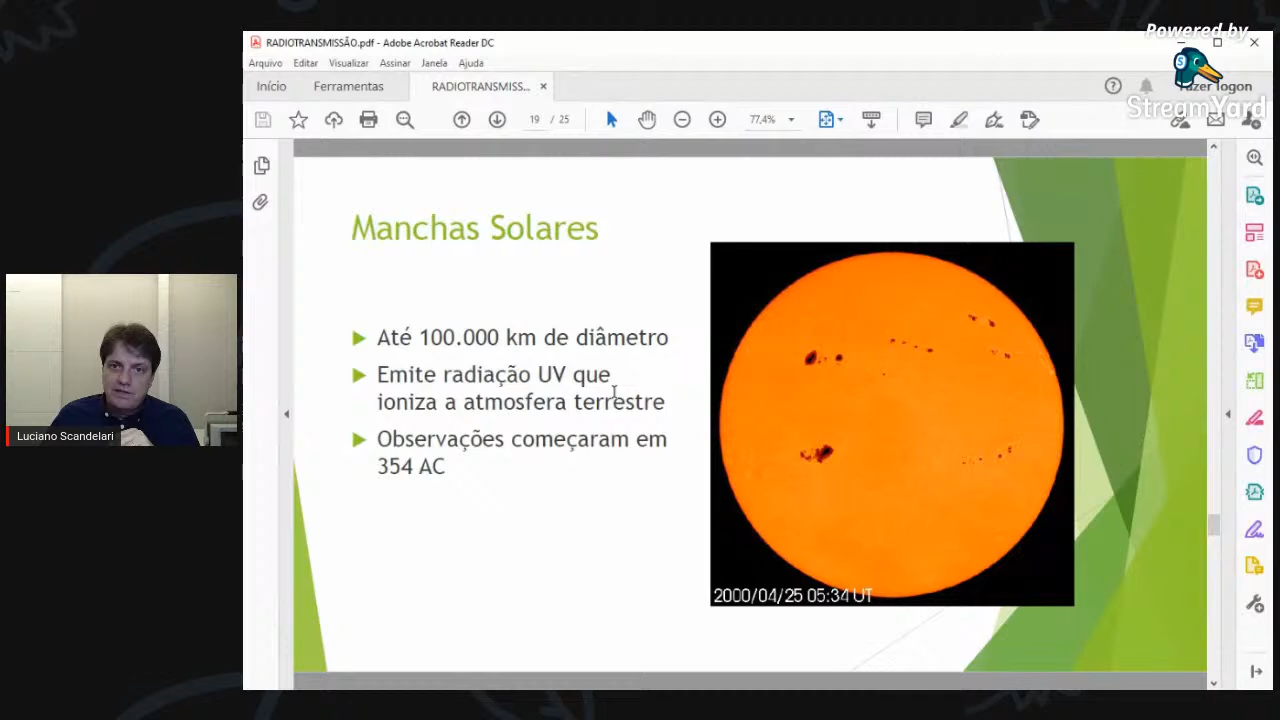 Powered by
StreamYard
RADIOTRANSMISSÃO.pdf - Adobe Acrobat Reader DC
Arquivo Editar Visualizar Assinar Janela Ajuda
Início Ferramentas RADIOTRANSMISS... Fazer logon
19 / 25 77,4%
Manchas Solares
Até 100.000 km de diâmetro
Emite radiação UV que
ioniza a atmosfera terrestre
Observações começaram em
354 AC
2000/04/25 05:34 UT
Luciano Scandelari